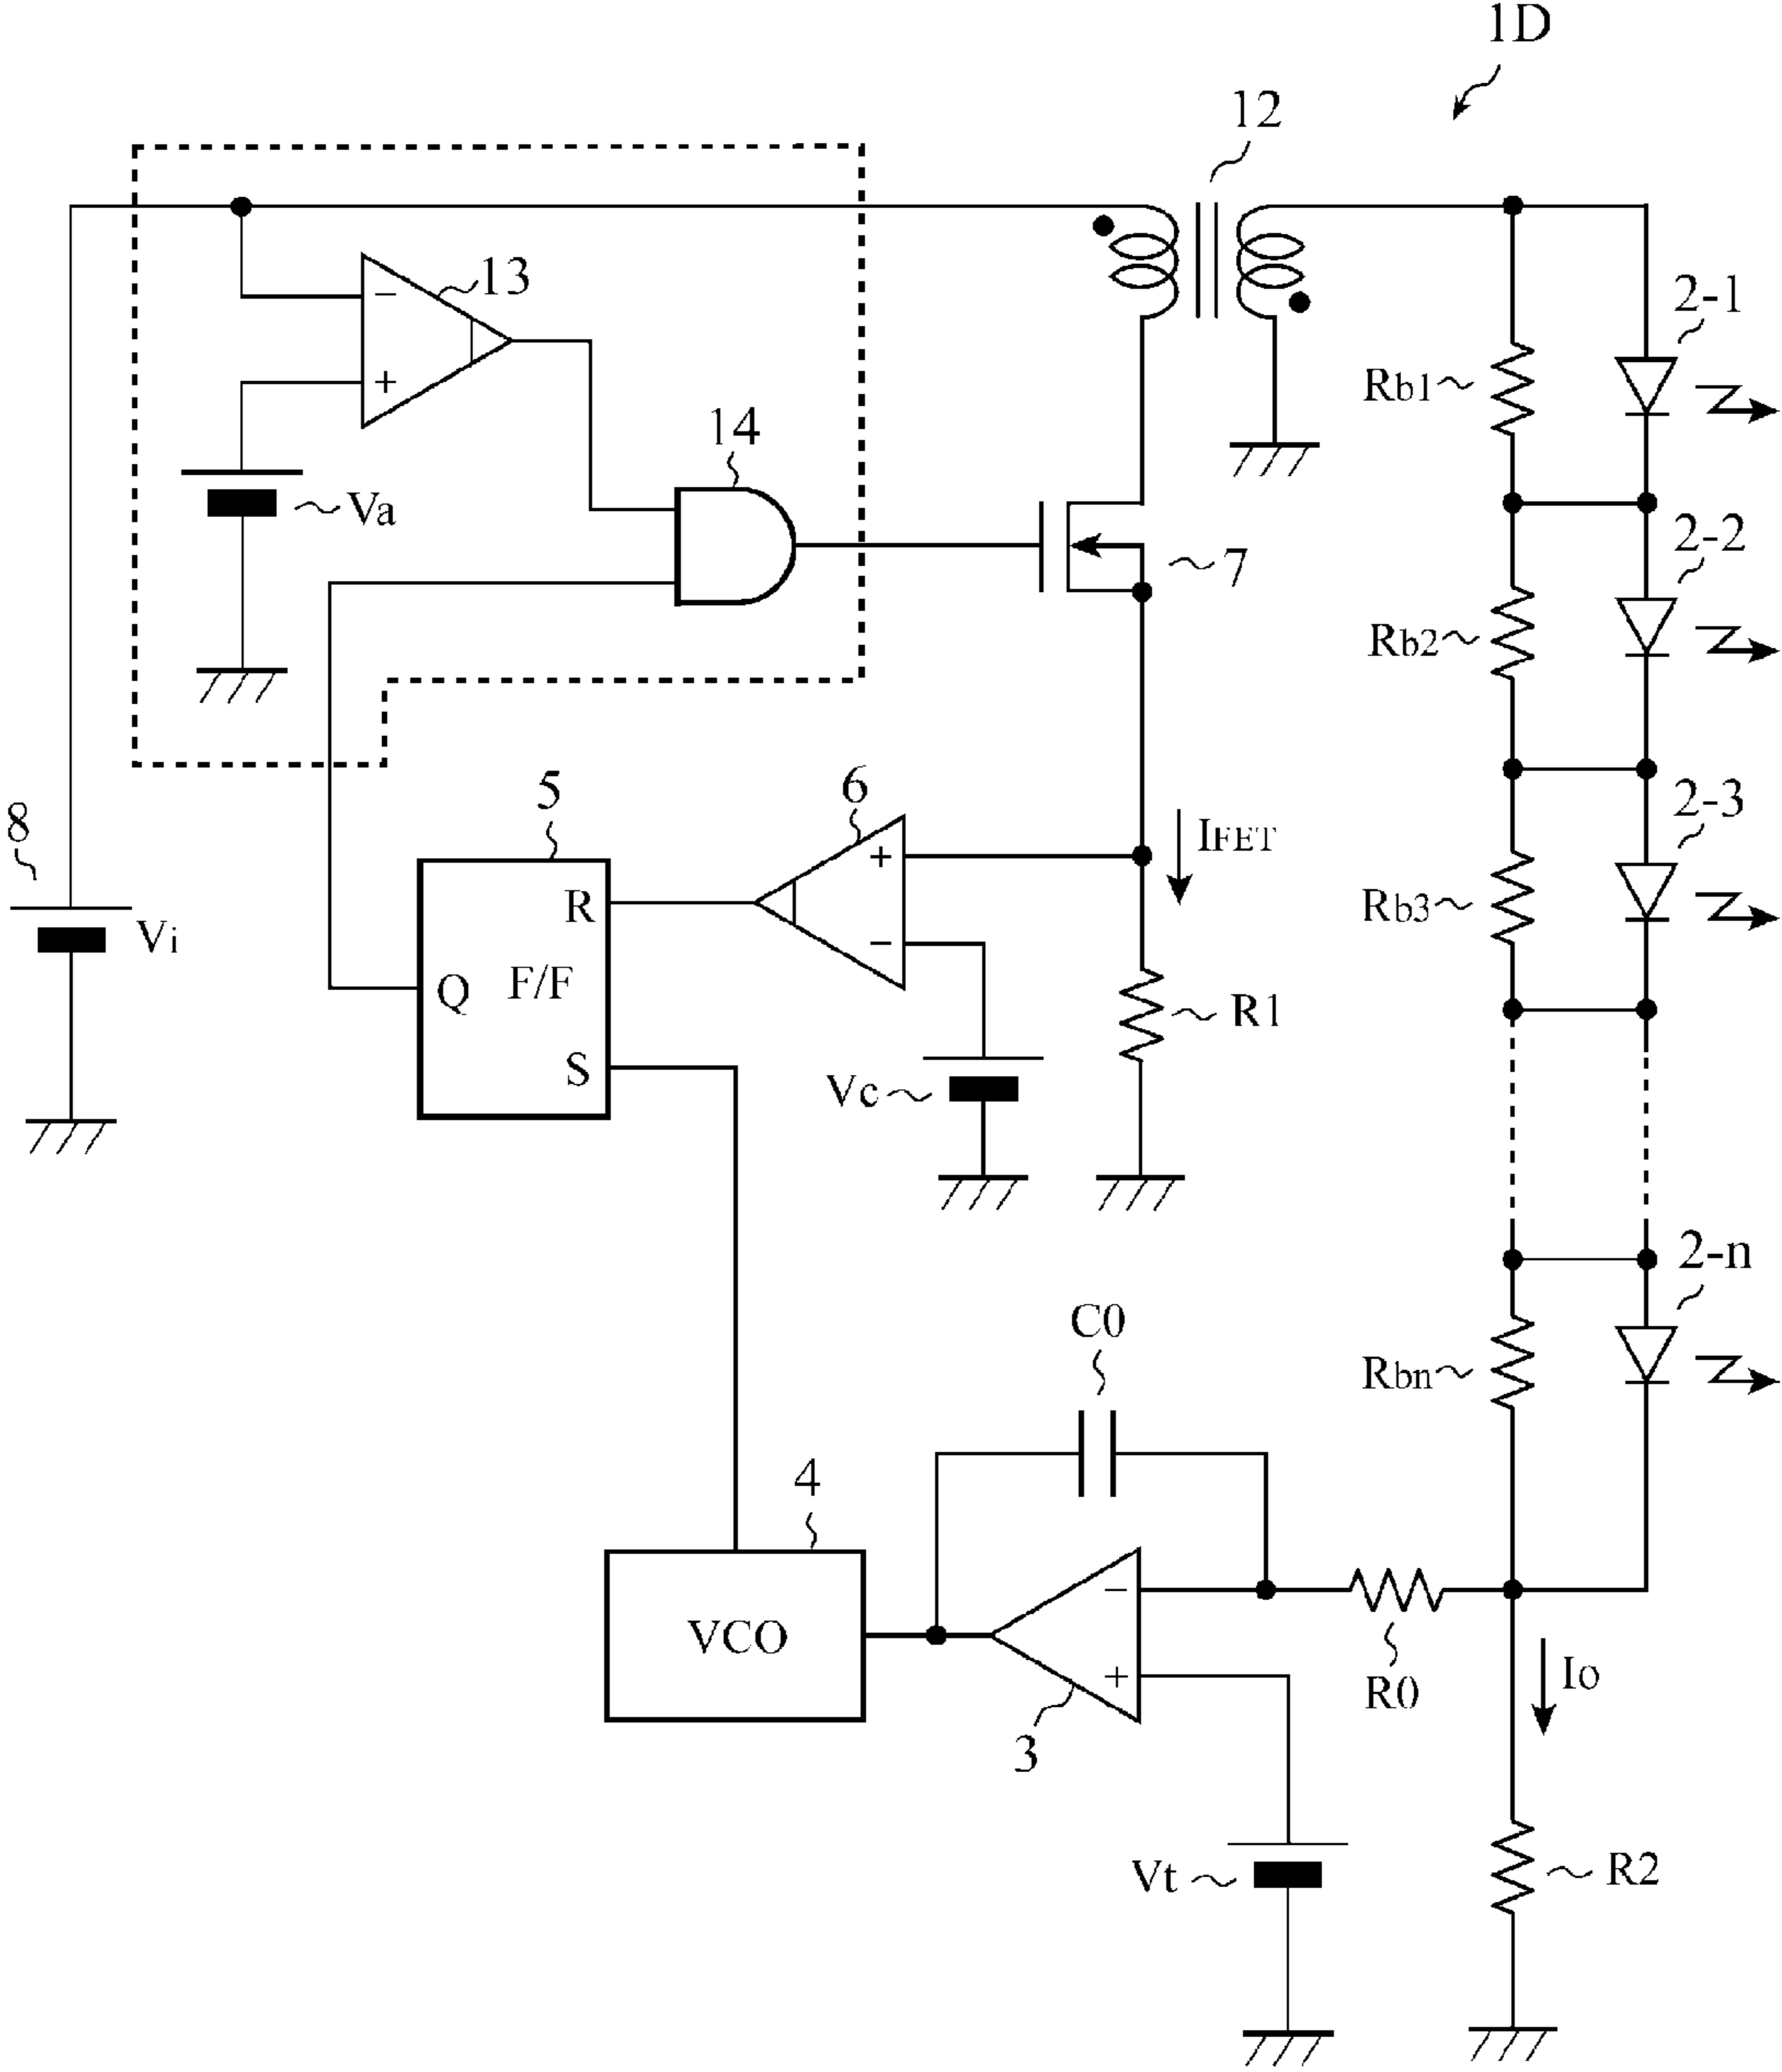 1D
12
13
−
+
2-1
Rb1
14
Va
2-2
7
Rb2
5
6
2-3
8
+
IFET
R
Rb3
Vi
−
Q
F/F
R1
S
Vc
2-n
C0
Rbn
4
−
VCO
+
R0
Io
3
Vt
R2